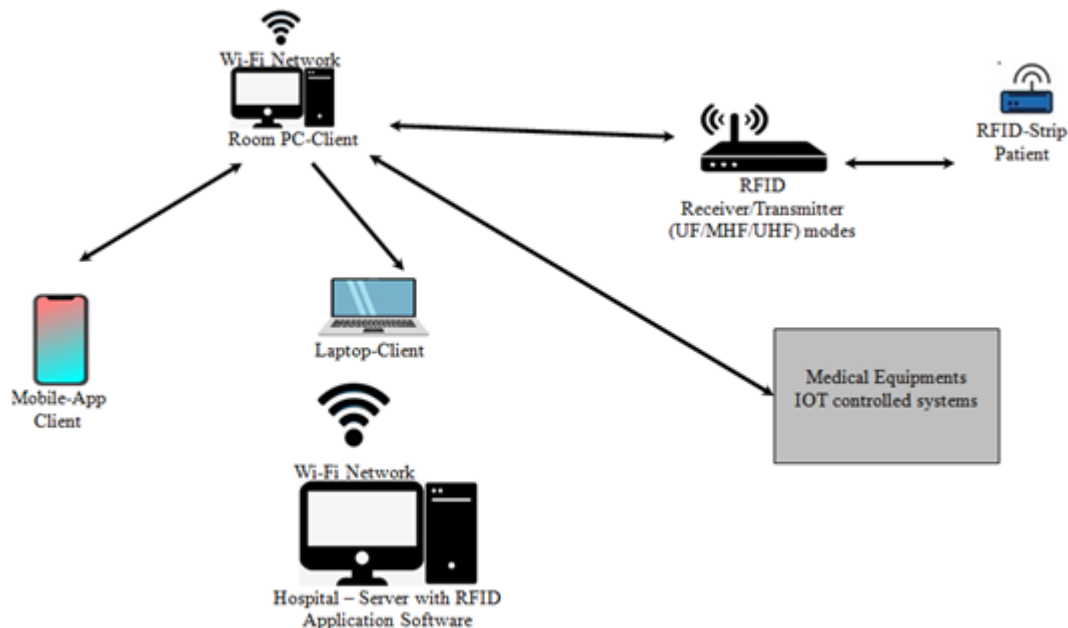 Wi-Fi Network
Room PC-Client
RFID-Strip
Patient
RFID
Receiver/Transmitter
(UF/MHF/UHF) modes
Laptop-Client
Mobile-App
Client
Medical Equipments
IOT controlled systems
Wi-Fi Network
Hospital – Server with RFID
Application Software